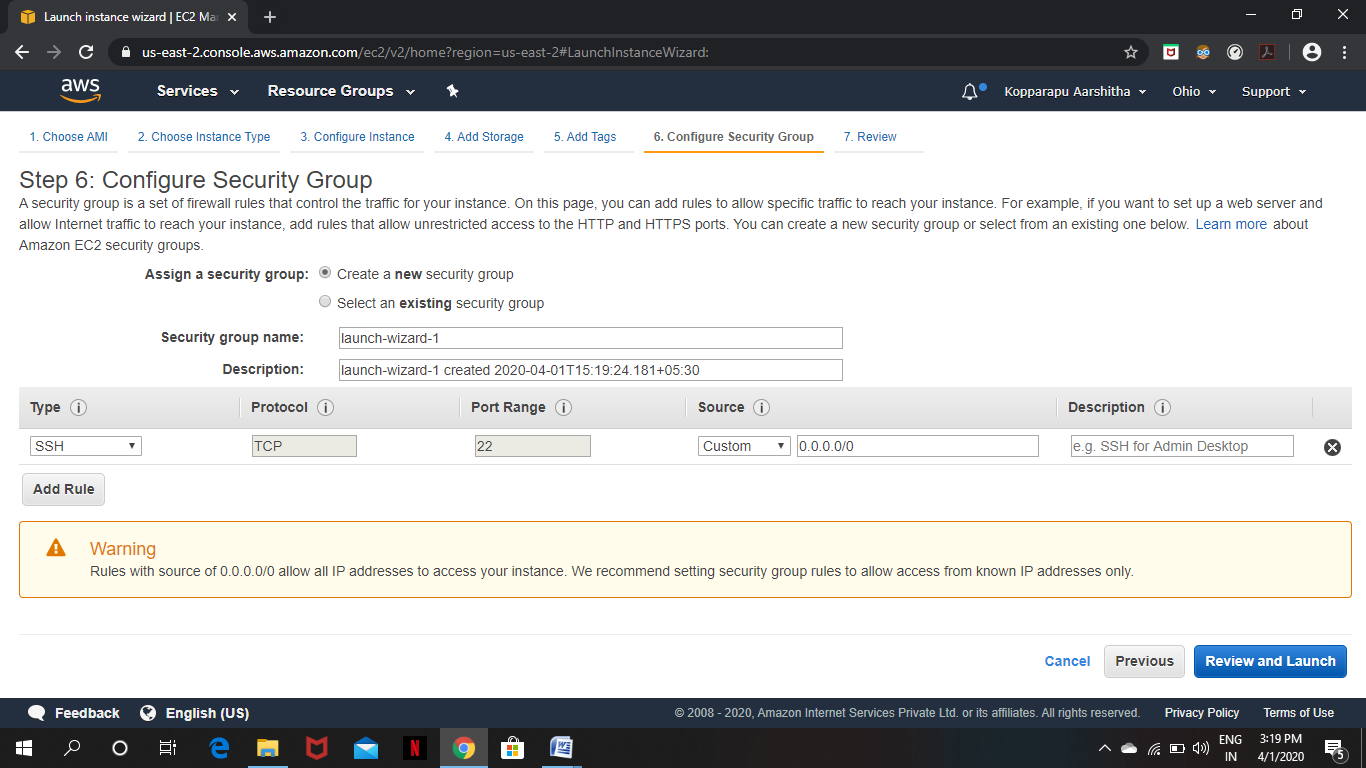 Launch instance wizard | EC2 Ma
us-east-2.console.aws.amazon.com/ec2/v2/home?region=us-east-2#LaunchInstanceWizard:
aws Services Resource Groups Kopparapu Aarshitha Ohio Support
1. Choose AMI 2. Choose Instance Type 3. Configure Instance 4. Add Storage 5. Add Tags 6. Configure Security Group 7. Review
Step 6: Configure Security Group
A security group is a set of firewall rules that control the traffic for your instance. On this page, you can add rules to allow specific traffic to reach your instance. For example, if you want to set up a web server and
allow Internet traffic to reach your instance, add rules that allow unrestricted access to the HTTP and HTTPS ports. You can create a new security group or select from an existing one below. Learn more about
Amazon EC2 security groups.
Assign a security group: Create a new security group
Select an existing security group
Security group name: launch-wizard-1
Description: launch-wizard-1 created 2020-04-01T15:19:24.181+05:30
Type i Protocol i Port Range i Source i Description i
SSH TCP 22 Custom 0.0.0.0/0 e.g. SSH for Admin Desktop
Add Rule
Warning
Rules with source of 0.0.0.0/0 allow all IP addresses to access your instance. We recommend setting security group rules to allow access from known IP addresses only.
Cancel Previous Review and Launch
Feedback English (US) © 2008 - 2020, Amazon Internet Services Private Ltd. or its affiliates. All rights reserved. Privacy Policy Terms of Use
ENG 3:19 PM
IN 4/1/2020 5